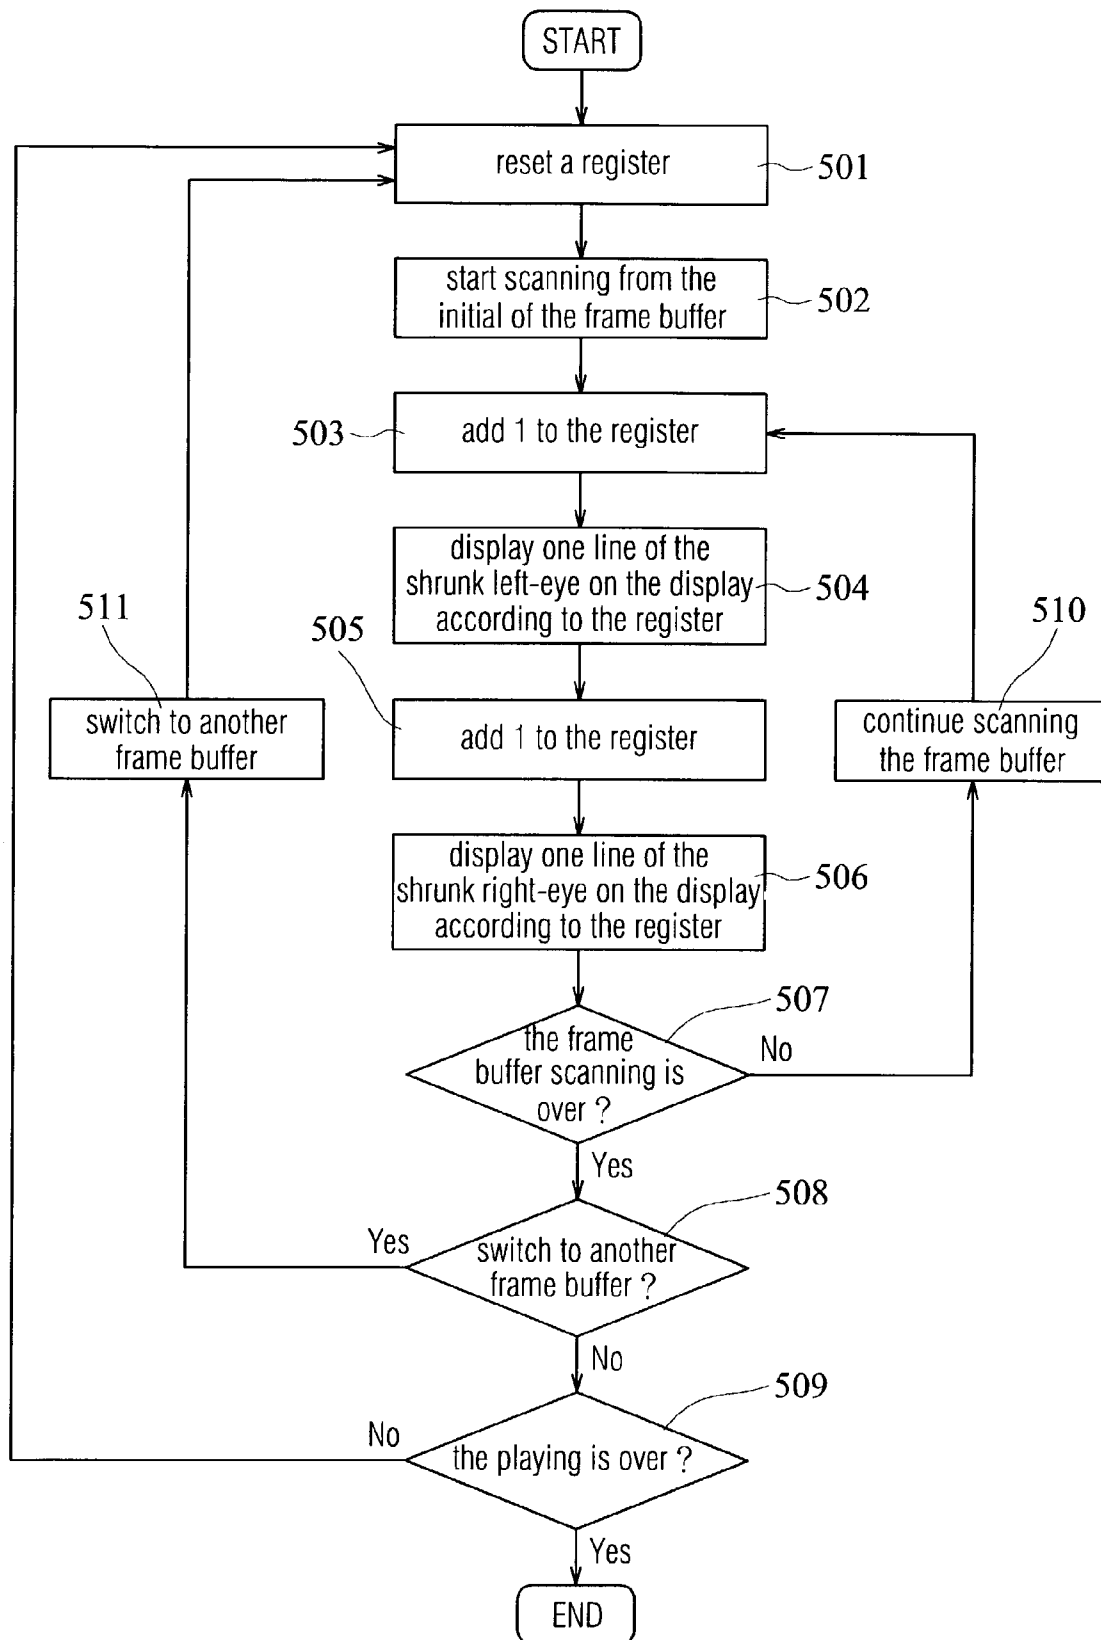 START
reset a register
501
start scanning from the
initial of the frame buffer
502
503
add 1 to the register
display one line of the
shrunk left-eye on the display
according to the register
504
511
505
510
switch to another
frame buffer
add 1 to the register
continue scanning
the frame buffer
display one line of the
shrunk right-eye on the display
according to the register
506
507
the frame
buffer scanning is
over ?
No
Yes
508
Yes
switch to another
frame buffer ?
No
509
No
the playing is over ?
Yes
END